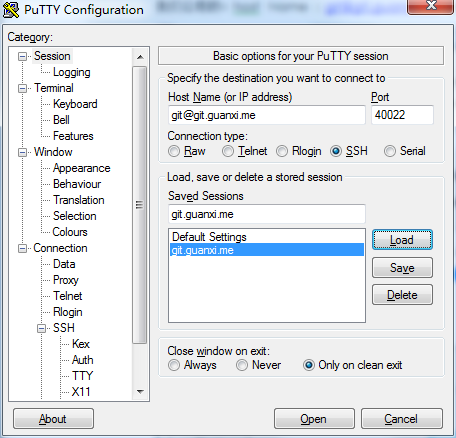 PuTTY Configuration
Category:
Session
Logging
Terminal
Keyboard
Bell
Features
Window
Appearance
Behaviour
Translation
Selection
Colours
Connection
Data
Proxy
Telnet
Rlogin
SSH
Kex
Auth
TTY
X11
Basic options for your PuTTY session
Specify the destination you want to connect to
Host Name (or IP address) Port
git@git.guanxi.me 40022
Connection type:
Raw Telnet Rlogin SSH Serial
Load, save or delete a stored session
Saved Sessions
git.guanxi.me
Default Settings
git.guanxi.me
Load
Save
Delete
Close window on exit:
Always Never Only on clean exit
About Open Cancel